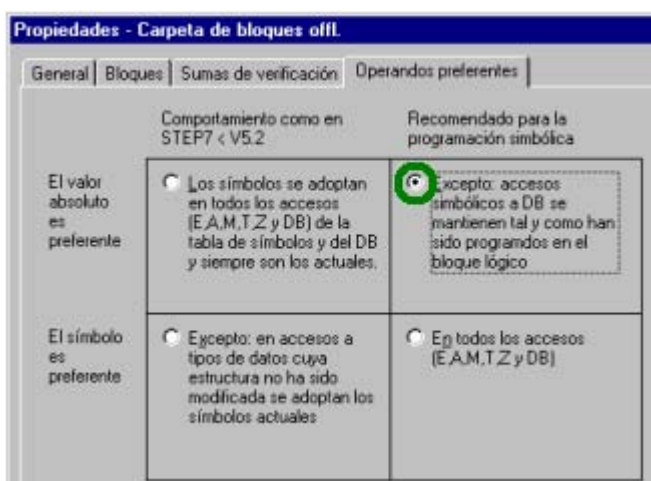 Propiedades - Carpeta de bloques offl.
General Bloques Sumas de verificación Operandos preferentes
Comportamiento como en
STEP7 < V5.2
Recomendado para la
programación simbólica
El valor
absoluto
es
preferente
Los símbolos se adoptan
en todos los accesos
(E,A,M,T,Z y DB) de la
tabla de símbolos y del DB
y siempre son los actuales.
Excepto: accesos
simbólicos a DB se
mantienen tal y como han
sido programdos en el
bloque lógico
El símbolo
es
preferente
Excepto: en accesos a
tipos de datos cuya
estructura no ha sido
modificada se adoptan los
símbolos actuales
En todos los accesos
(E,A,M,T,Z y DB)